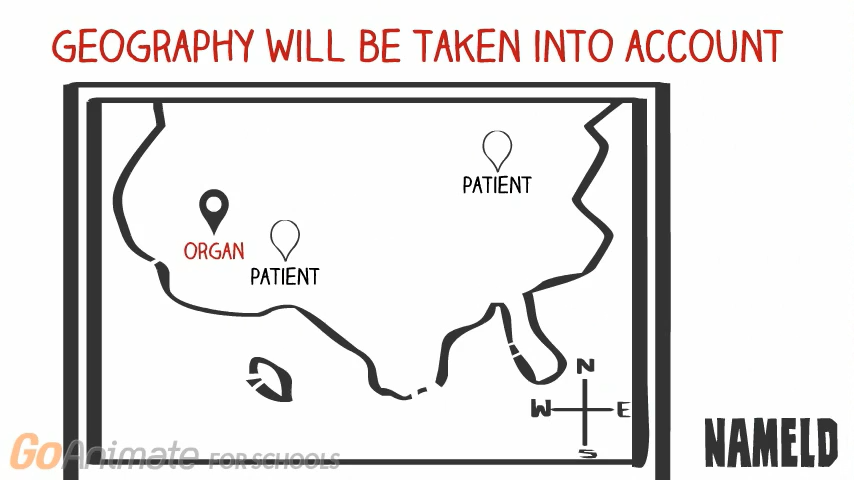 GEOGRAPHY WILL BE TAKEN INTO ACCOUNT
PATIENT
ORGAN
PATIENT
N
W E
S
GoAnimate FOR SCHOOLS
NAMELD